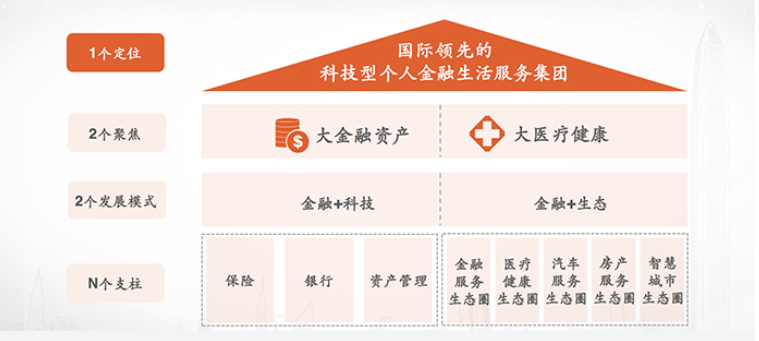 1个定位
国际领先的
科技型个人金融生活服务集团
2个聚焦
大金融资产
大医疗健康
2个发展模式
金融+科技
金融+生态
N个支柱
保险
银行
资产管理
金融
服务
生态圈
医疗
健康
生态圈
汽车
服务
生态圈
房产
服务
生态圈
智慧
城市
生态圈